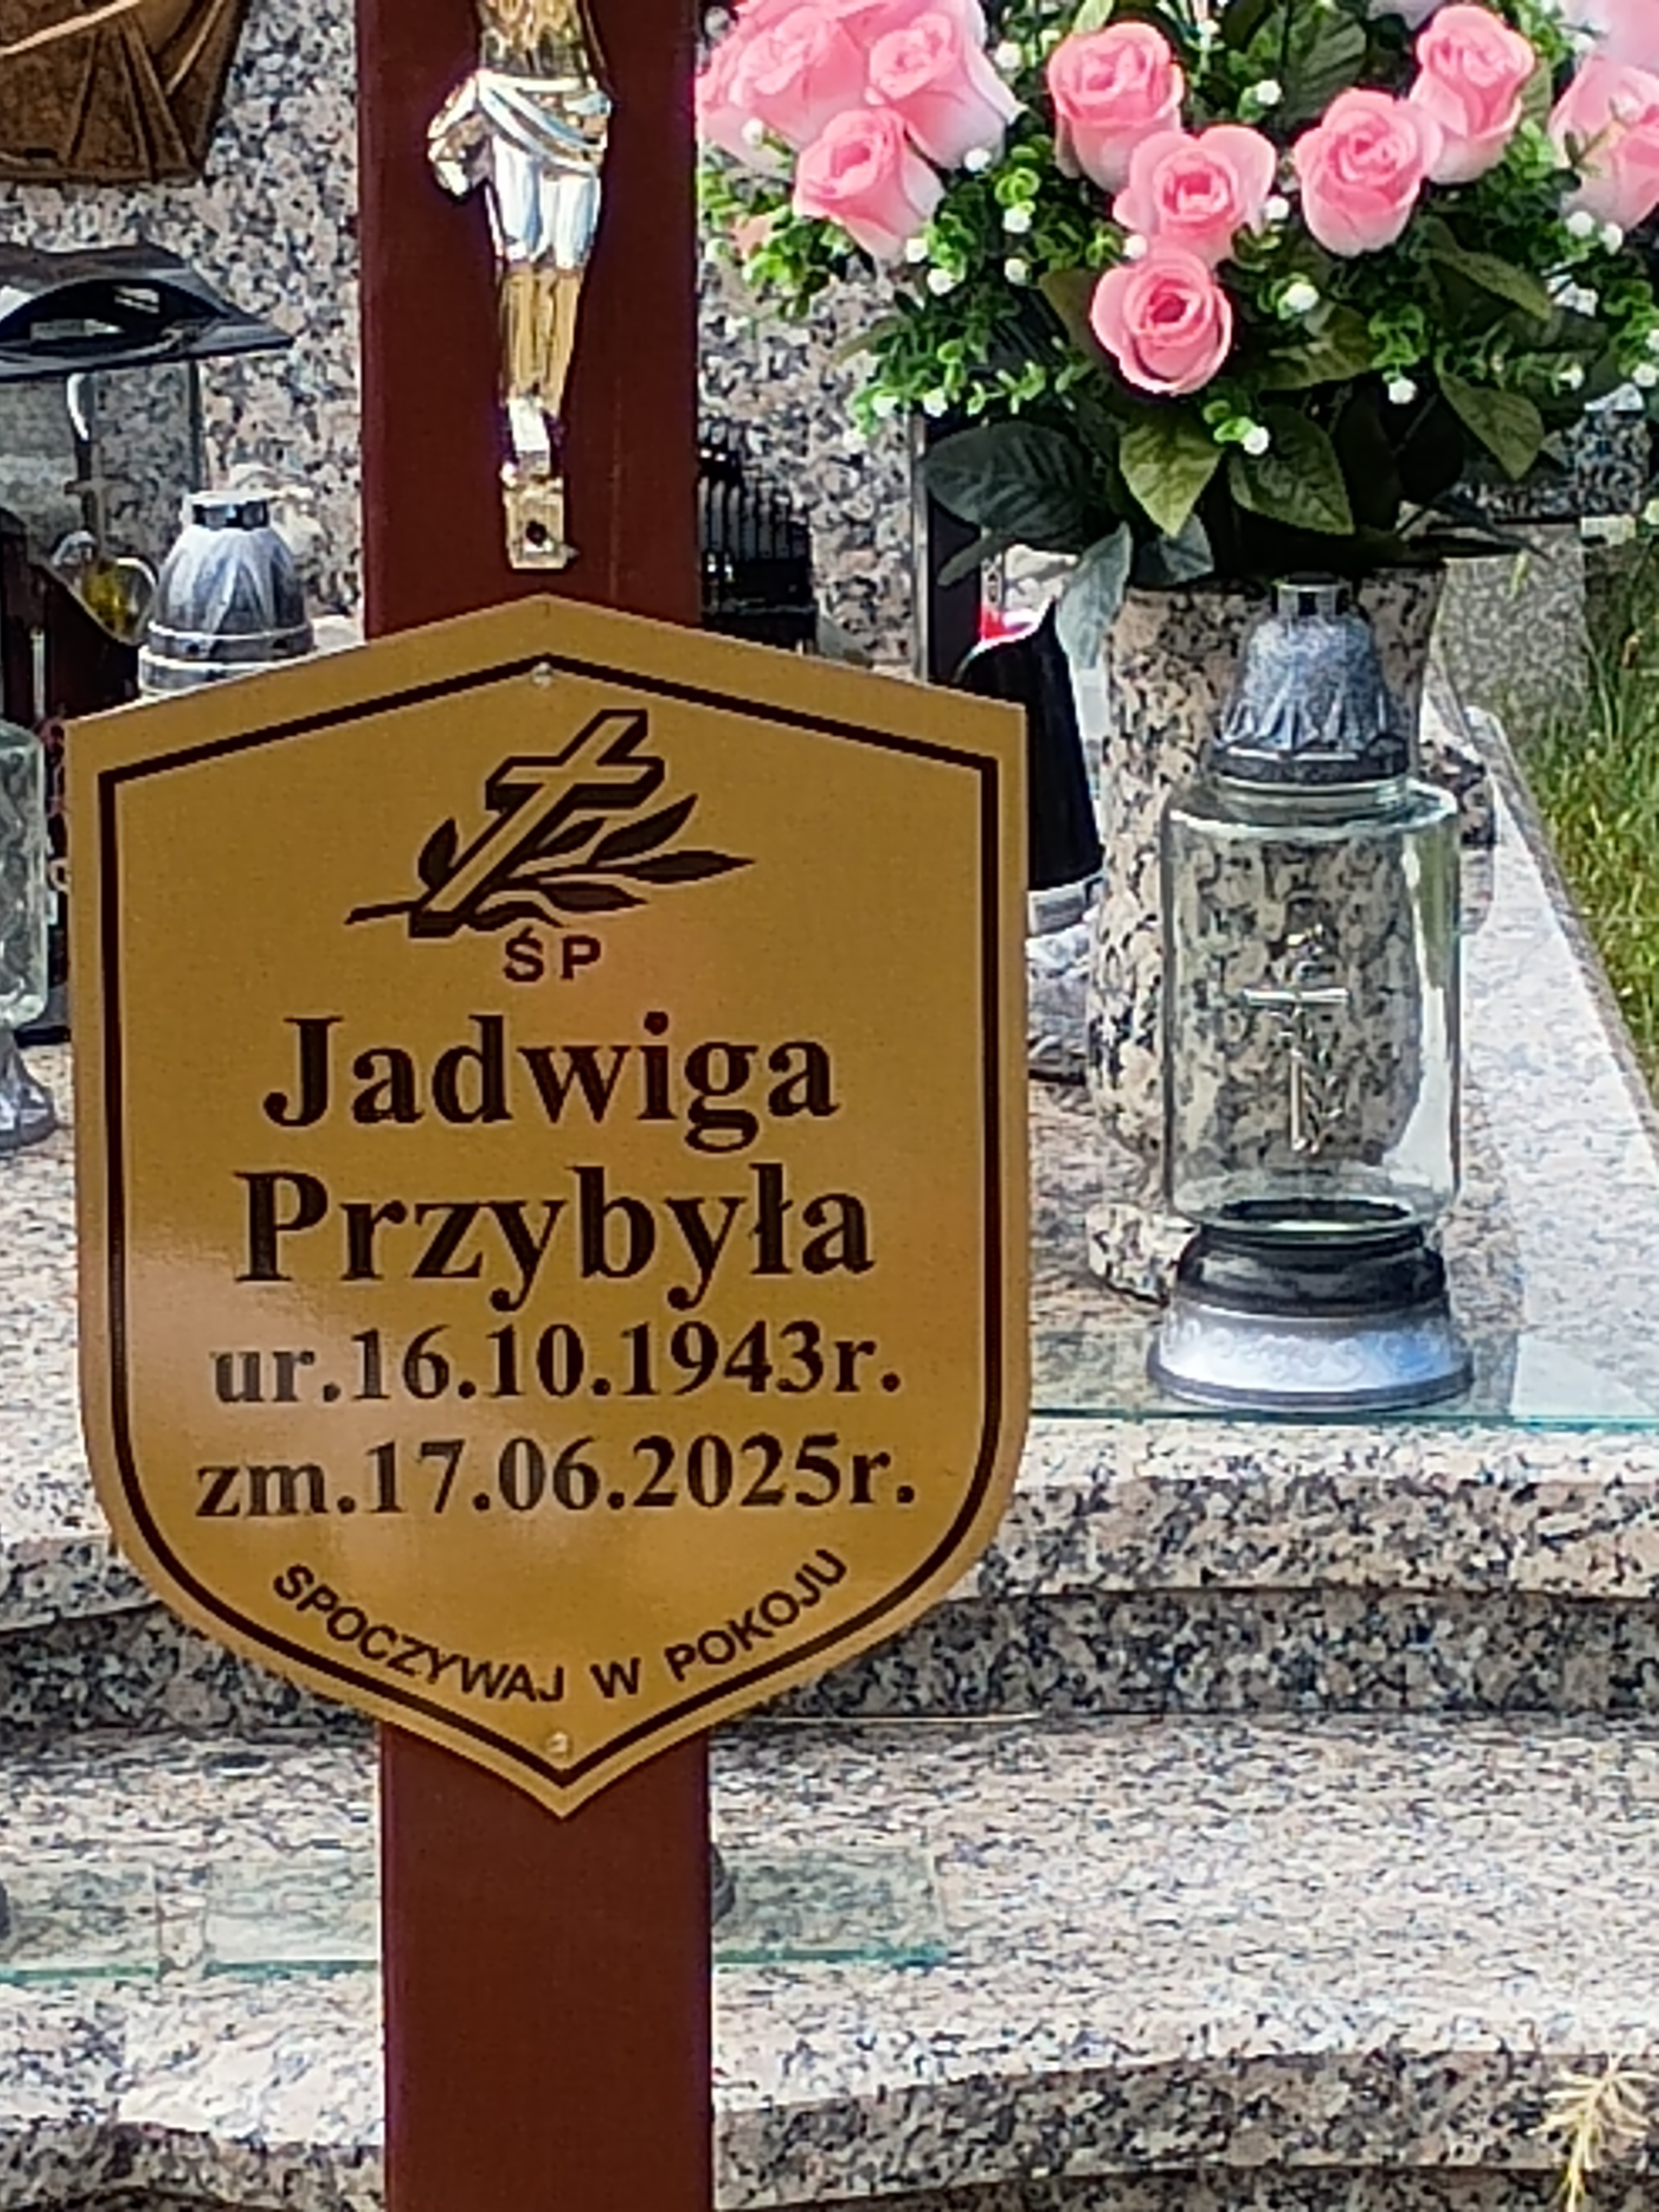 ŚP
Jadwiga
Przybyła
ur.16.10.1943r.
zm.17.06.2025r.
SPOCZYWAJ W POKOJU